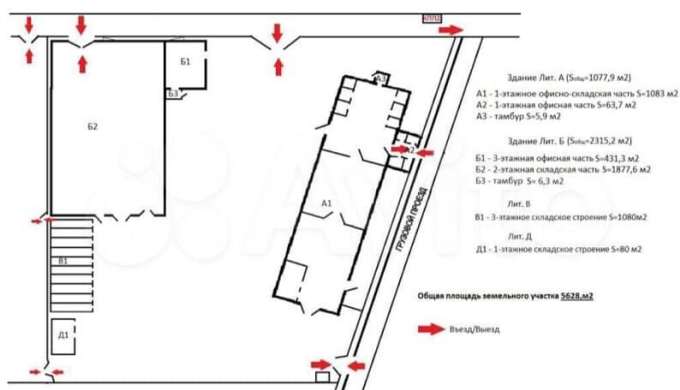 КПП
Б1
Б3
Б2
А3
А2
А1
В1
Д1
ГРУЗОВОЙ ПРОЕЗД
Здание Лит. А (Sобщ=1077,9 м2)
А1 - 1-этажное офисно-складская часть S=1083 м2)
А2 - 1-этажная офисная часть S=63,7 м2
А3 - тамбур S=5,9 м2
Здание Лит. Б (Sобщ=2315,2 м2)
Б1 - 3-этажная офисная часть S=431,3 м2
Б2 - 2-этажная складская часть S=1877,6 м2
Б3 - тамбур S= 6,3 м2
Лит. В
В1 - 3-этажное складское строение S=1080м2
Лит. Д
Д1 - 1-этажное складское строение S=80 м2
Общая площадь земельного участка 5628,м2
Въезд/Выезд
Avito